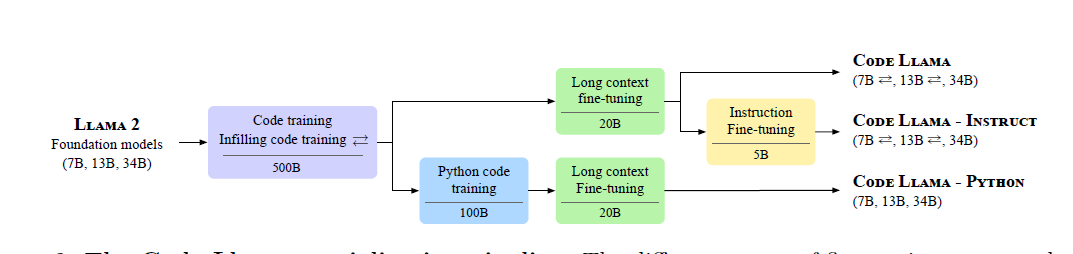 Llama 2
Foundation models
(7B, 13B, 34B)
Code training
Infilling code training ⇄
500B
Python code
training
100B
Long context
fine-tuning
20B
Long context
Fine-tuning
20B
Instruction
Fine-tuning
5B
Code Llama
(7B ⇄, 13B ⇄, 34B)
Code Llama - Instruct
(7B ⇄, 13B ⇄, 34B)
Code Llama - Python
(7B, 13B, 34B)